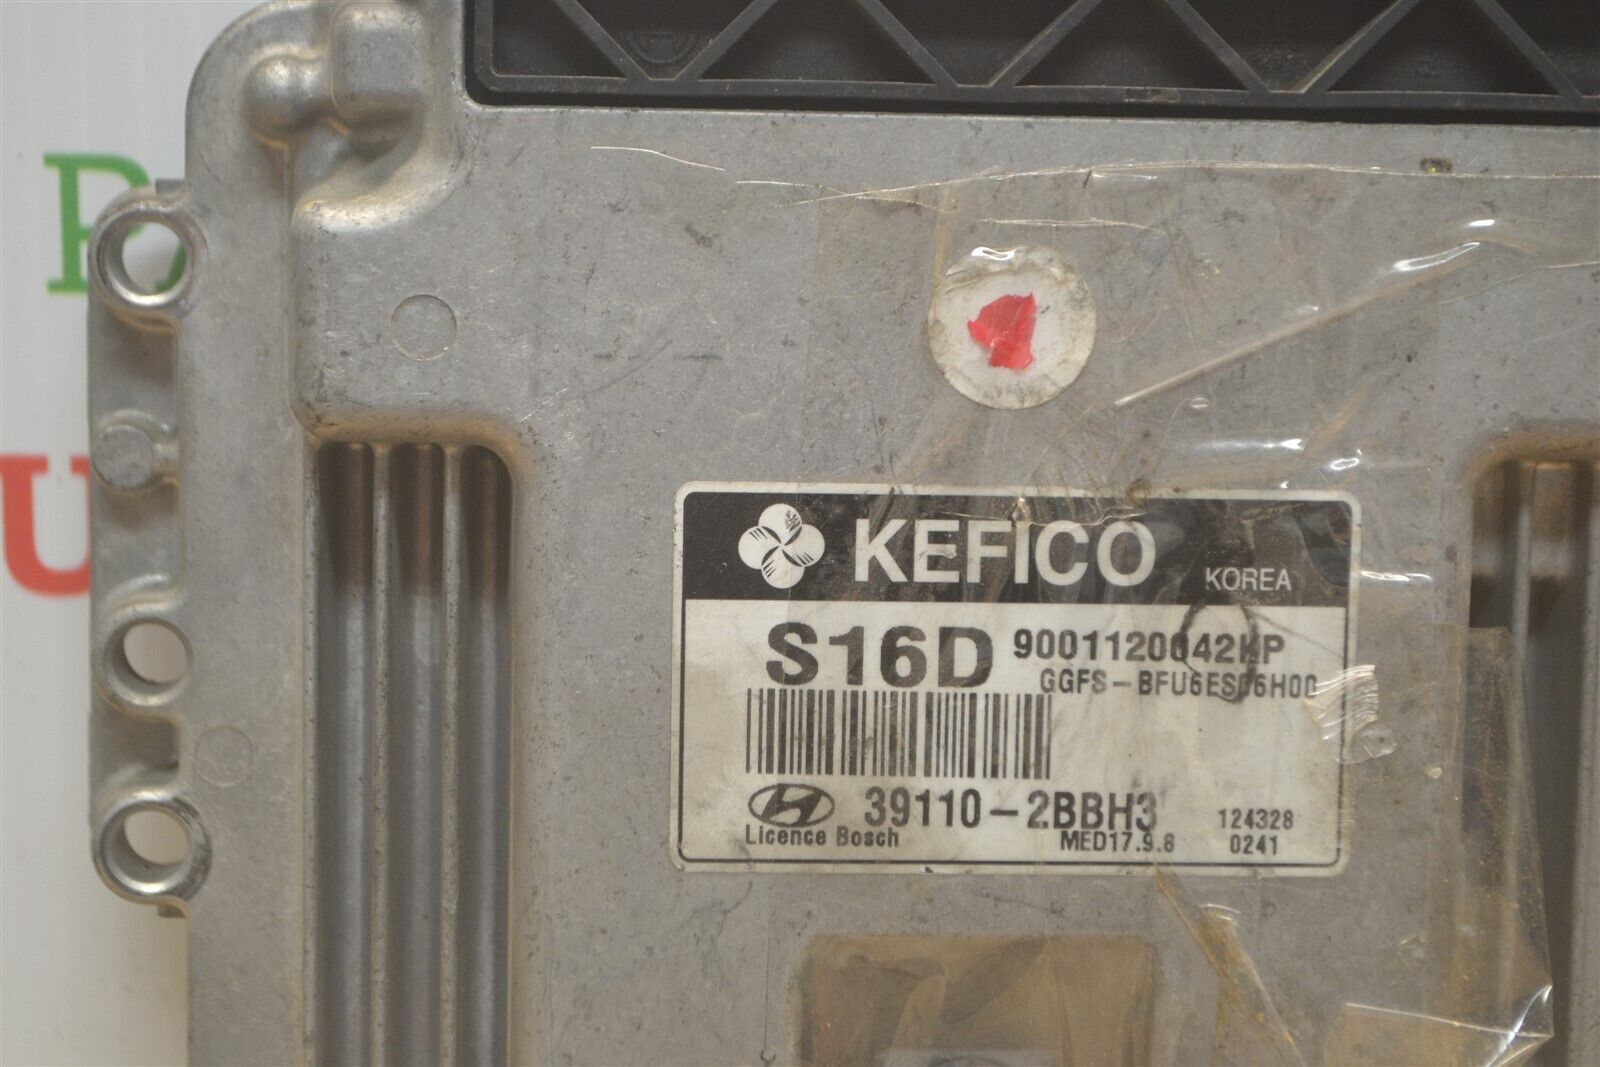 KEFICO KOREA
S16D 9001120042KP
GGFS-BFU6ES06H00
39110-2BBH3 124328
Licence Bosch MED17.9.8 0241